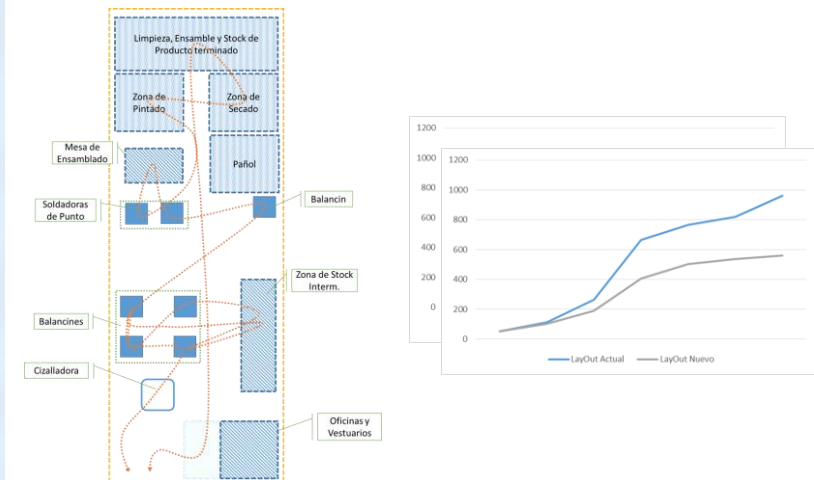 Limpieza, Ensamble y Stock de
Producto terminado
Zona de
Pintado
Zona de
Secado
Mesa de
Ensamblado
Pañol
Soldadoras
de Punto
Balancin
Zona de Stock
Interm.
Balancines
Cizalladora
Oficinas y
Vestuarios
1200
1000
800
600
400
200
0
1200
1000
800
600
400
200
0
LayOut Actual
LayOut Nuevo